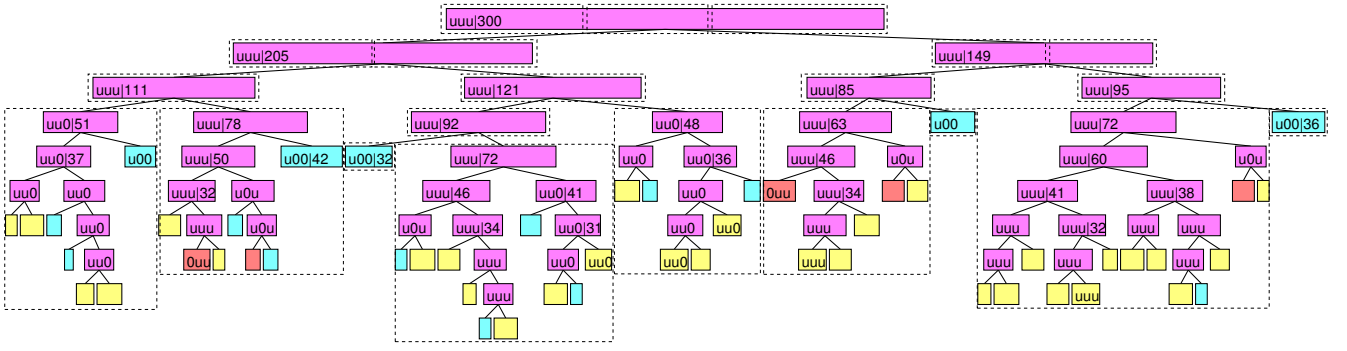 uuu|300
uuu|205 uuu|149
uuu|111 uuu|121 uuu|85 uuu|95
uu0|51 uuu|78 uuu|92 uu0|48 uuu|63 u00 uuu|72 u00|36
uu0|37 u00 uuu|50 u00|42 u00|32 uuu|72 uu0 uu0|36 uuu|46 u0u uuu|60 u0u
uu0 uu0 uuu|32 u0u uuu|46 uu0|41 uu0 0uu uuu|34 uuu|41 uuu|38
uu0 uuu u0u u0u uuu|34 uu0|31 uu0 uu0 uuu uuu uuu|32 uuu uuu
uu0 0uu uuu uu0 uu0 uu0 uuu uuu uuu uuu
uuu uuu